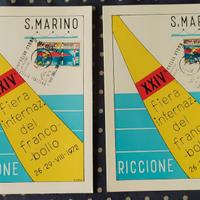 S.MARINO
XXIV
Fiera
internaz.
del
franco
bollo
26-29-VIII-1972
RICCIONE
S.MARINO
XXIV
Fiera
internaz.
del
franco
bollo
26-29-VIII-1972
RICCIONE